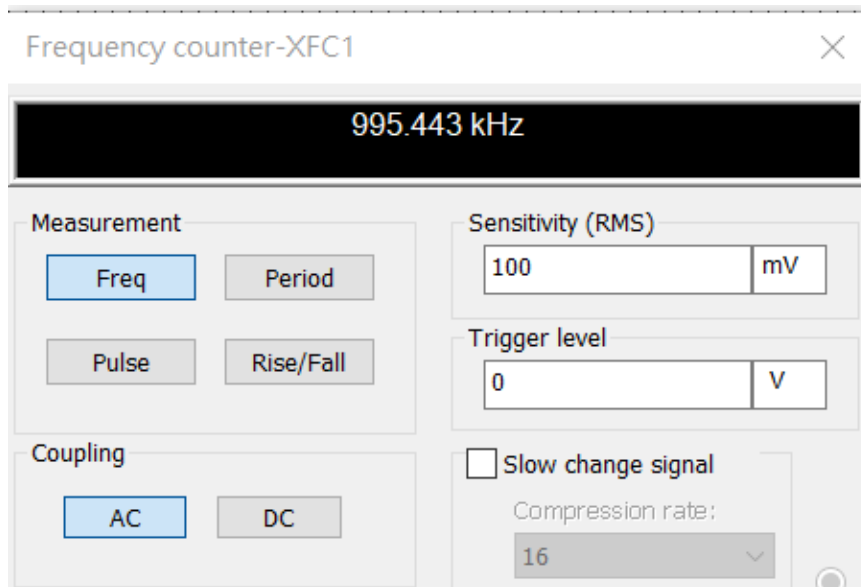 Frequency counter-XFC1
995.443 kHz
Measurement
Freq Period
Pulse Rise/Fall
Coupling
AC DC
Sensitivity (RMS)
100 mV
Trigger level
0 V
Slow change signal
Compression rate:
16